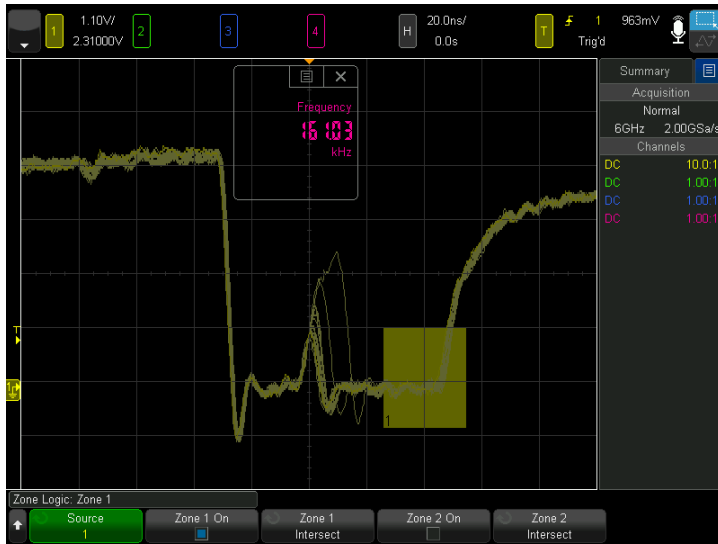 1 1.10V/ 2 3 4 H 20.0ns/ T 1 963mV
2.31000V 0.0s Trig'd
Summary
Acquisition
Normal
6GHz 2.00GSa/s
Channels
DC 10.0:1
DC 1.00:1
DC 1.00:1
DC 1.00:1
Frequency
161.03
kHz
T
1
1
Zone Logic: Zone 1
Source Zone 1 On Zone 1 Zone 2 On Zone 2
1 Intersect Intersect